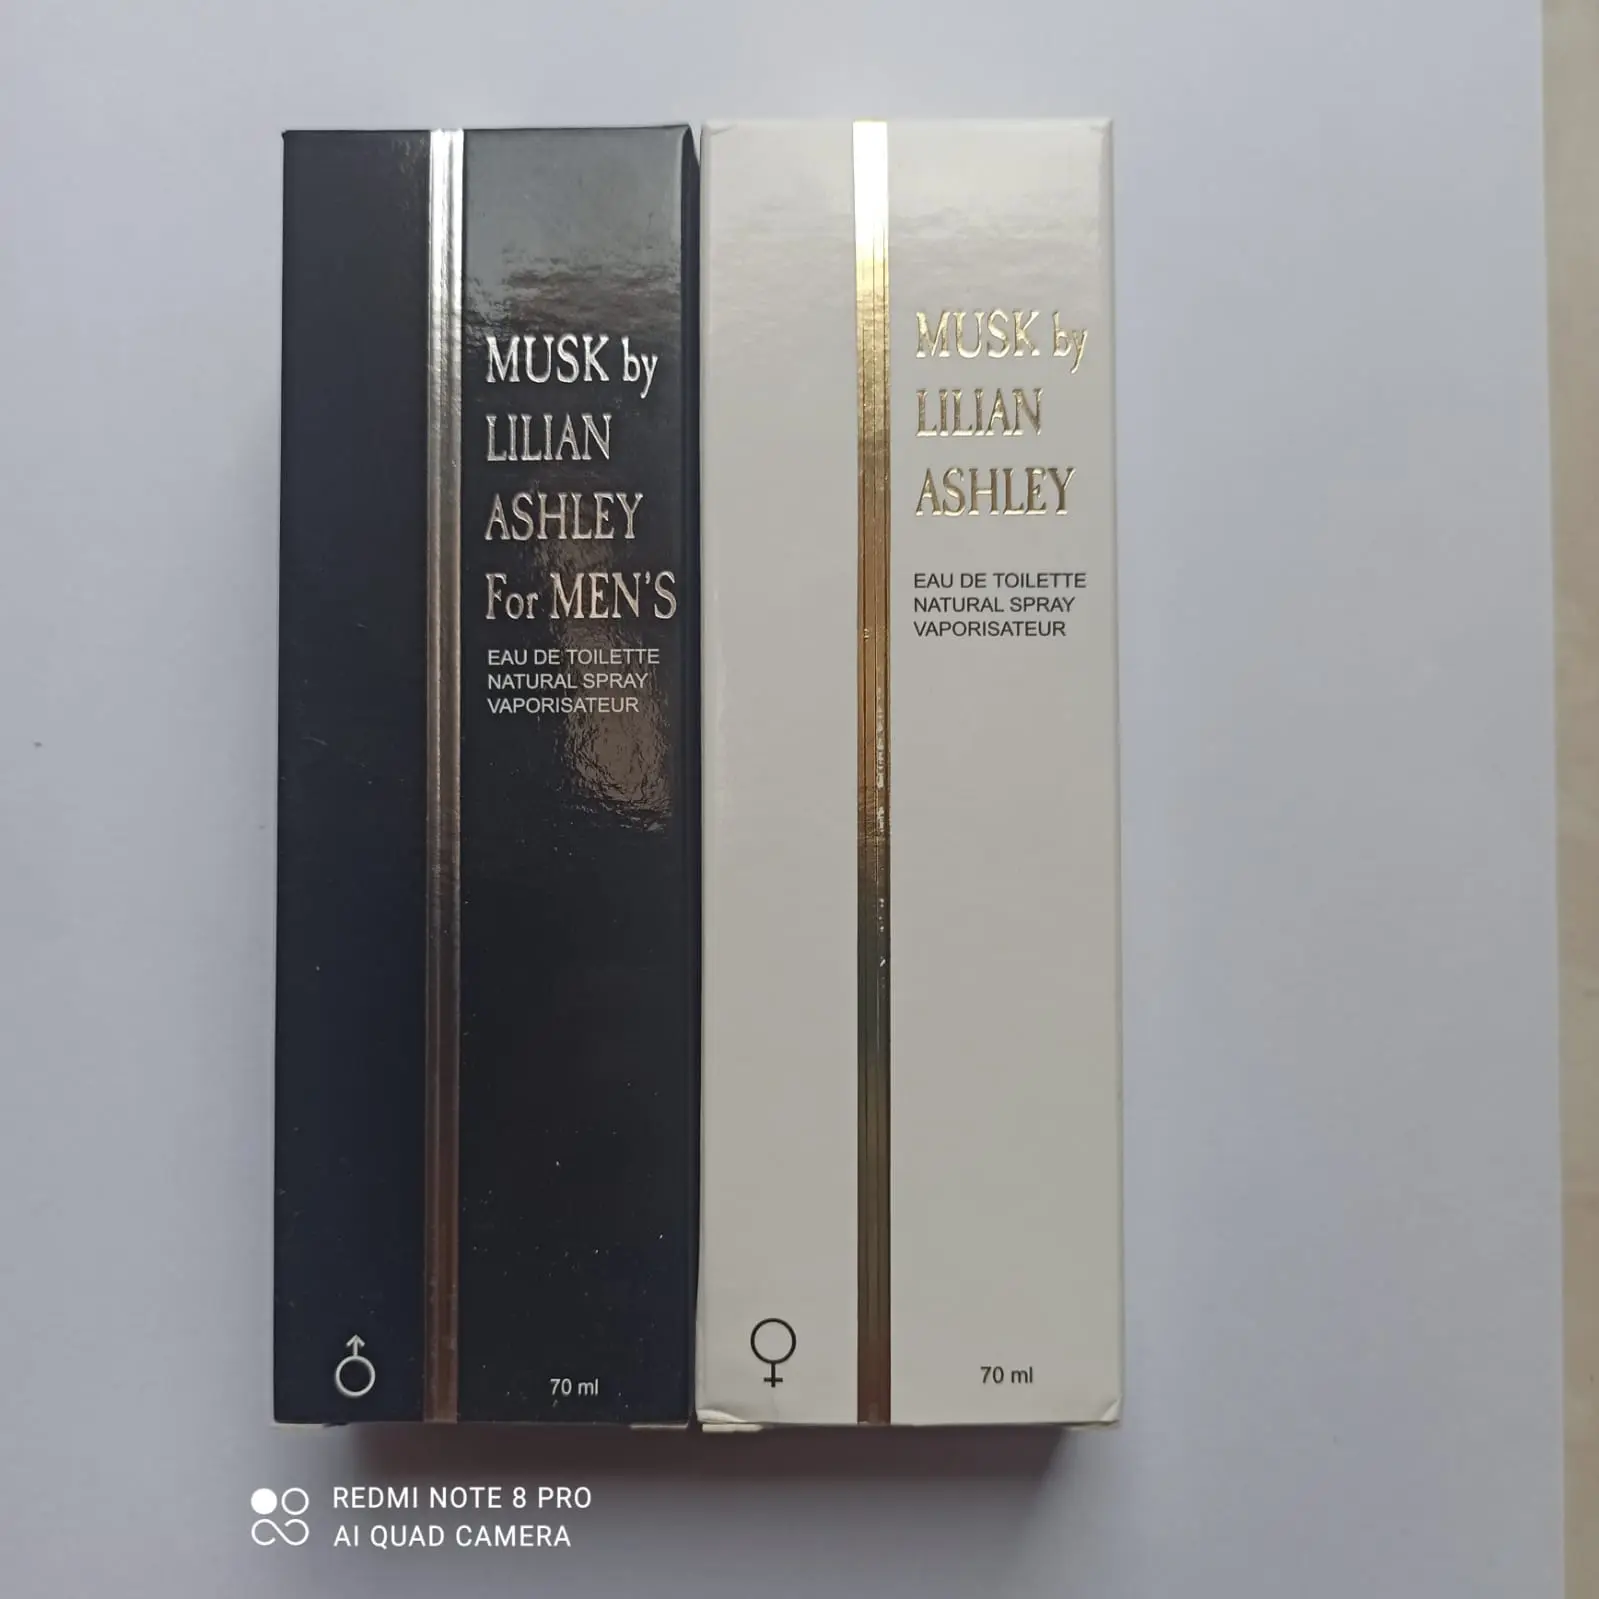 MUSK by
LILIAN
ASHLEY
For MEN'S
EAU DE TOILETTE
NATURAL SPRAY
VAPORISATEUR
70 ml
MUSK by
LILIAN
ASHLEY
EAU DE TOILETTE
NATURAL SPRAY
VAPORISATEUR
70 ml
REDMI NOTE 8 PRO
AI QUAD CAMERA